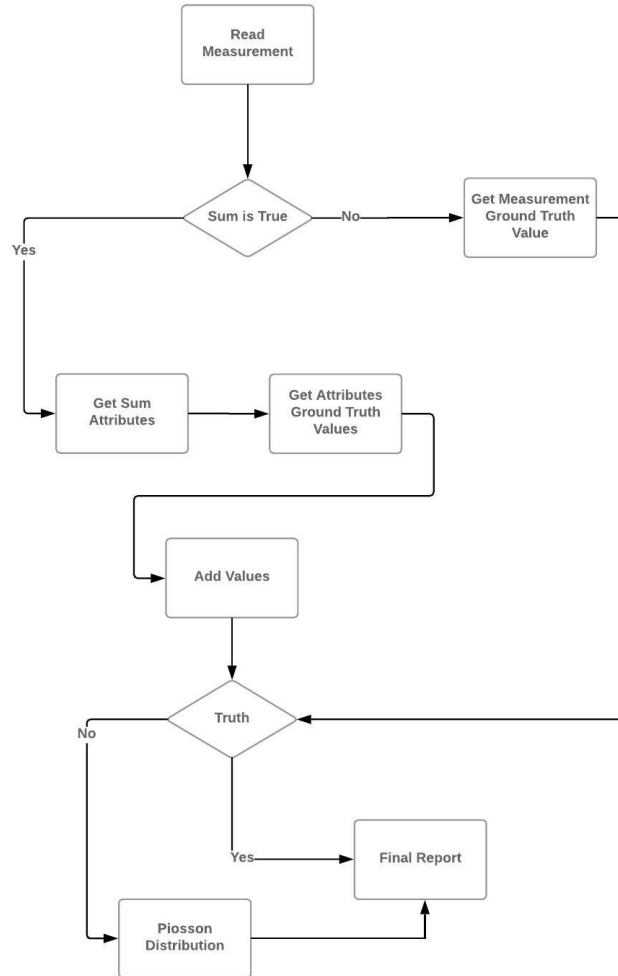 Read
Measurement
Sum is True
No
Get Measurement
Ground Truth
Value
Yes
Get Sum
Attributes
Get Attributes
Ground Truth
Values
Add Values
Truth
No
Yes
Final Report
Piosson
Distribution